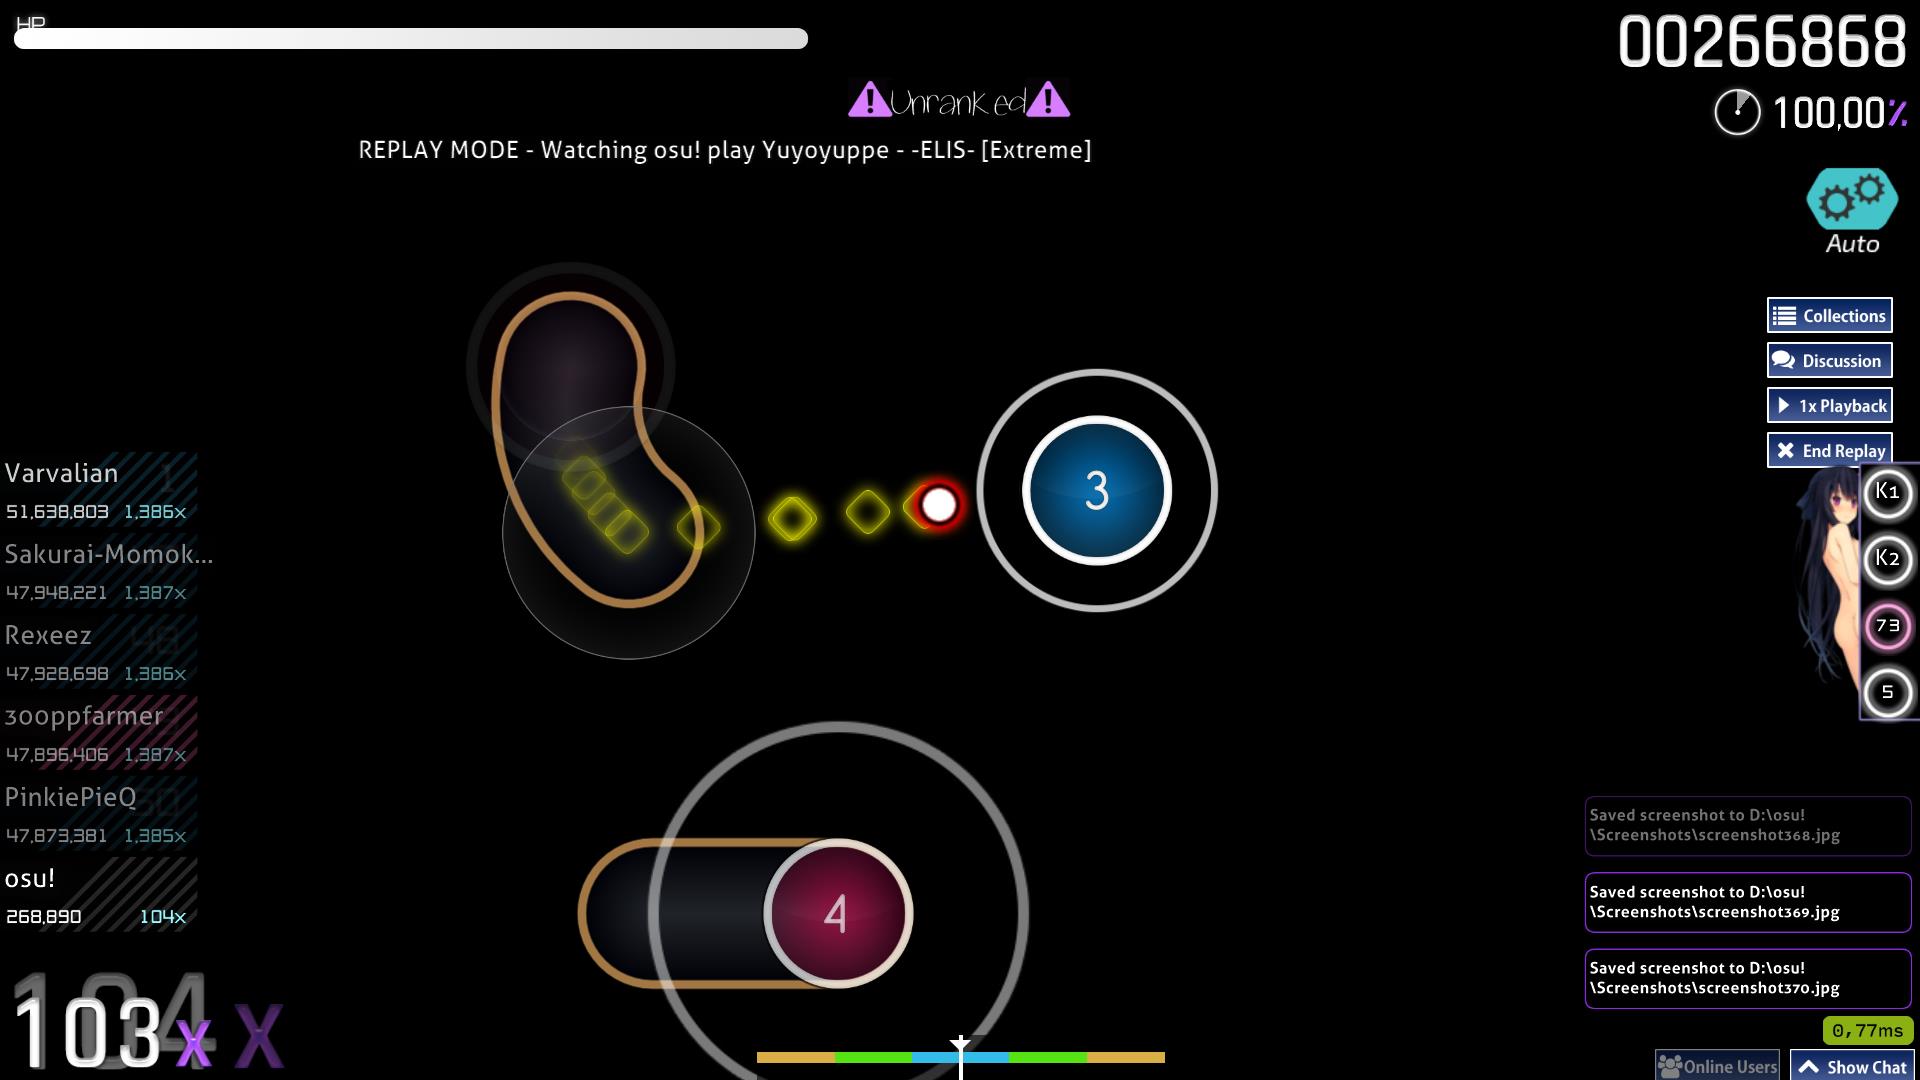 HP
00266868
Unranked
100,00%
REPLAY MODE - Watching osu! play Yuyoyuppe - -ELIS- [Extreme]
Auto
Collections
Discussion
1x Playback
End Replay
K1
K2
73
5
3
4
Varvalian
51,638,803 1,386x
Sakurai-Momok...
47,948,221 1,387x
Rexeez
47,928,698 1,386x
300ppfarmer
47,896,406 1,387x
PinkiePieQ
47,873,381 1,385x
osu!
268,890 104x
104x
103x
Saved screenshot to D:\osu!
\Screenshots\screenshot368.jpg
Saved screenshot to D:\osu!
\Screenshots\screenshot369.jpg
Saved screenshot to D:\osu!
\Screenshots\screenshot370.jpg
0,77ms
Online Users
Show Chat